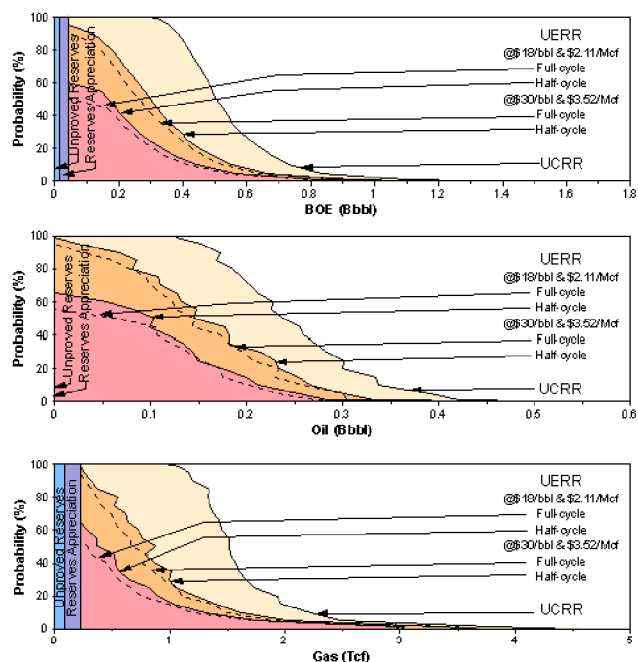 100
80
60
40
20
0
Probability (%)
Unproved Reserves
Reserves Appreciation
UERR
@$18/bbl & $2.11/Mcf
Full-cycle
Half-cycle
@$30/bbl & $3.52/Mcf
Full-cycle
Half-cycle
UCRR
0 0.2 0.4 0.6 0.8 1 1.2 1.4 1.6 1.8
BOE (Bbbl)
100
80
60
40
20
0
Probability (%)
Unproved Reserves
Reserves Appreciation
UERR
@$18/bbl & $2.11/Mcf
Full-cycle
Half-cycle
@$30/bbl & $3.52/Mcf
Full-cycle
Half-cycle
UCRR
0 0.1 0.2 0.3 0.4 0.5 0.6
Oil (Bbbl)
100
80
60
40
20
0
Probability (%)
Unproved Reserves
Reserves Appreciation
UERR
@$18/bbl & $2.11/Mcf
Full-cycle
Half-cycle
@$30/bbl & $3.52/Mcf
Full-cycle
Half-cycle
UCRR
0 1 2 3 4 5
Gas (Tcf)